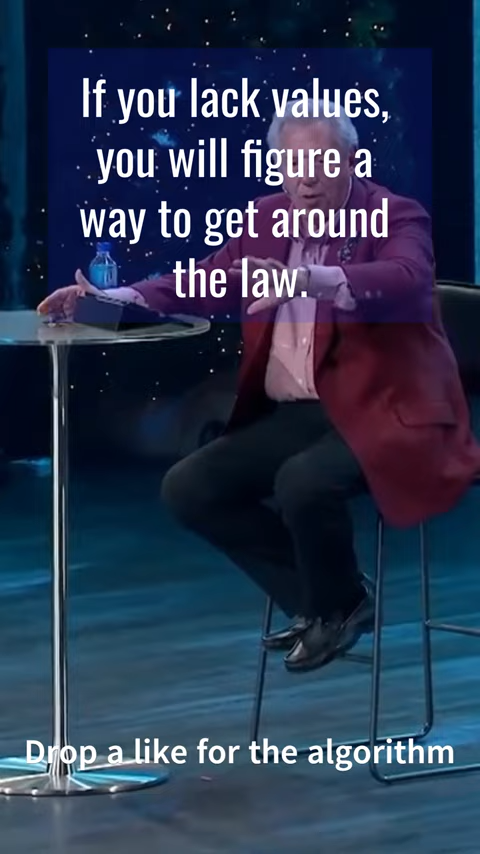 If you lack values,
you will figure a
way to get around
the law.
Drop a like for the algorithm